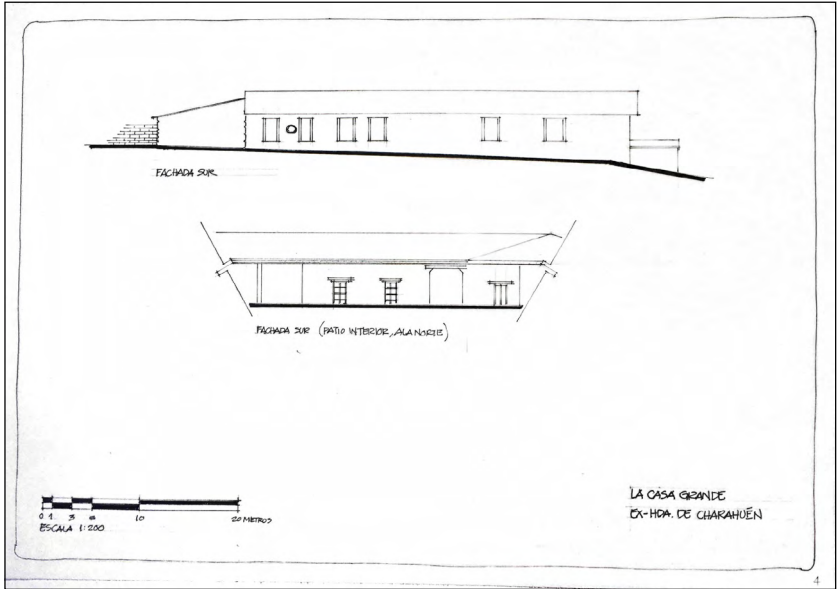 FACHADA SUR
FACHADA SUR (PATIO INTERIOR, ALA NORTE)
0 1 3 5 10 20 METROS
ESCALA 1:200
LA CASA GRANDE
EX-HDA. DE CHARAHUÉN
4